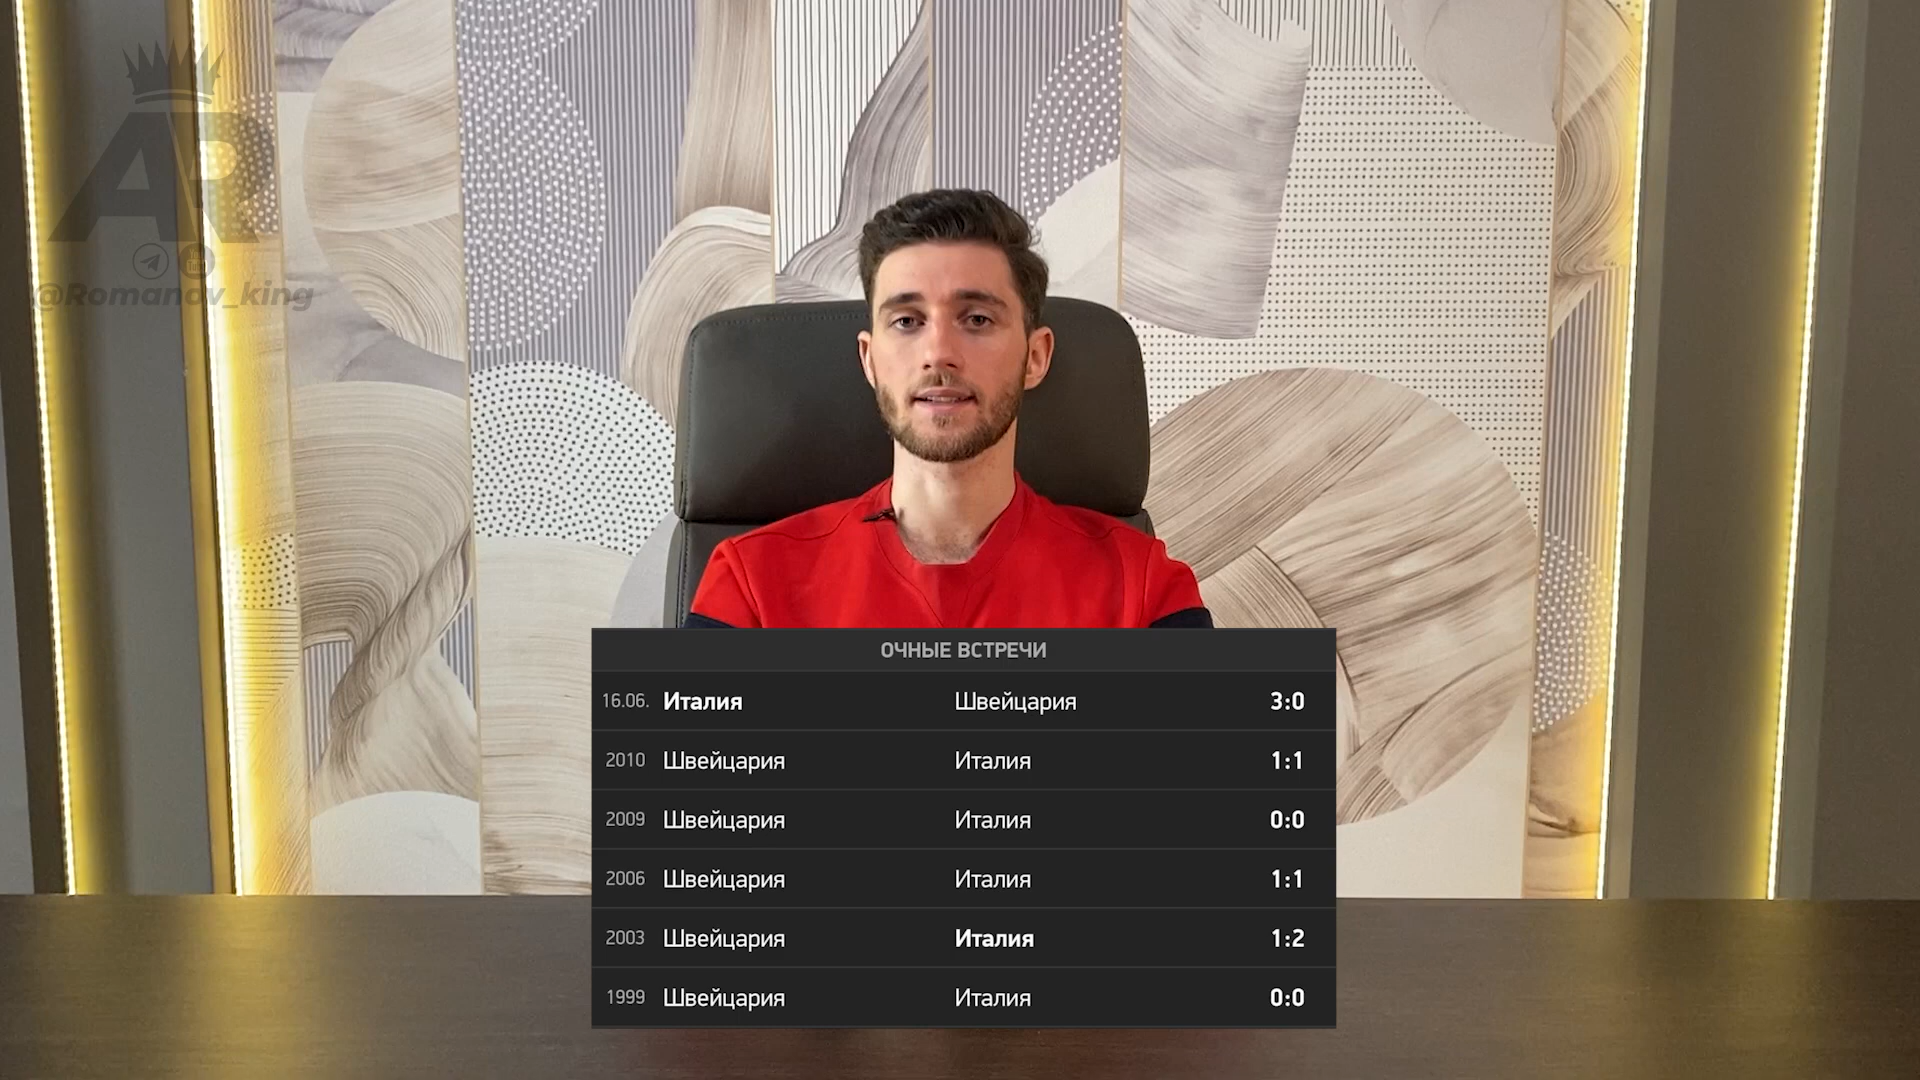 AR
@Romanov_king
ОЧНЫЕ ВСТРЕЧИ
16.06. Италия Швейцария 3:0
2010 Швейцария Италия 1:1
2009 Швейцария Италия 0:0
2006 Швейцария Италия 1:1
2003 Швейцария Италия 1:2
1999 Швейцария Италия 0:0